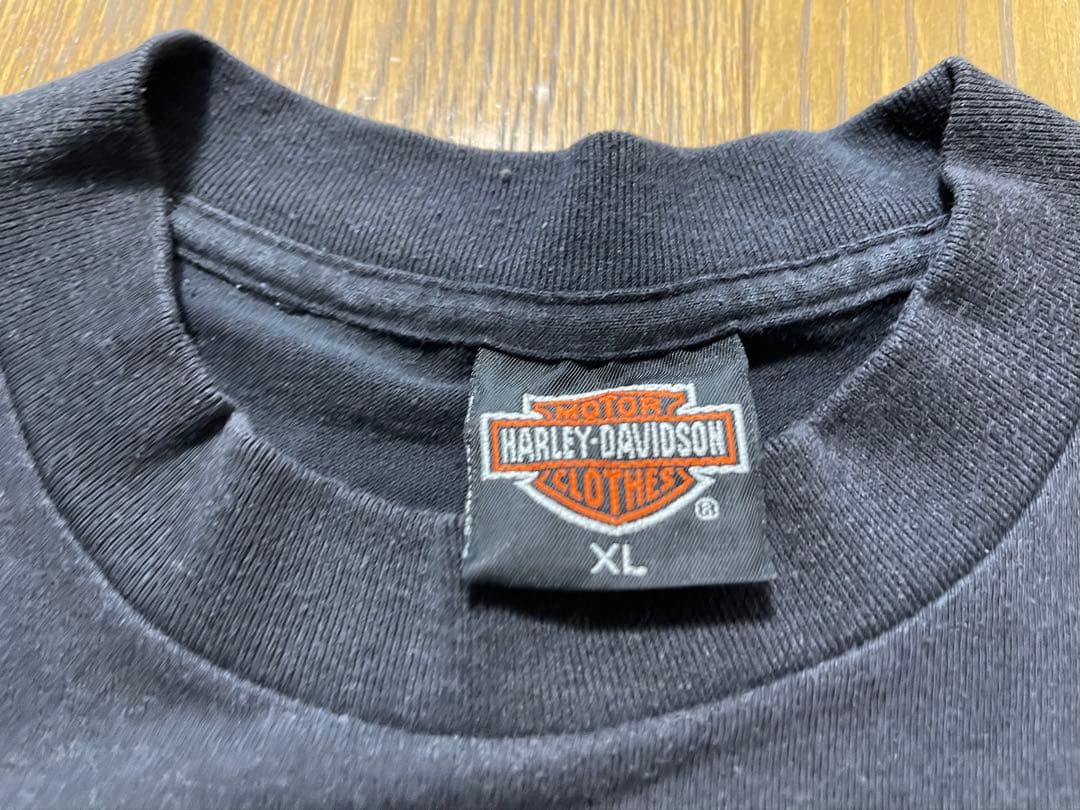 MOTOR
HARLEY-DAVIDSON
CLOTHES
®
XL